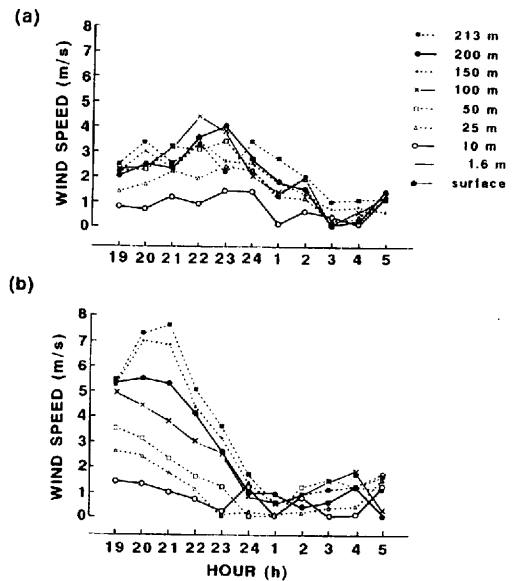 (a)
8
7
6
5
4
3
2
1
0
WIND SPEED (m/s)
19 20 21 22 23 24 1 2 3 4 5
213 m
200 m
150 m
100 m
50 m
25 m
10 m
1.6 m
surface
(b)
8
7
6
5
4
3
2
1
0
WIND SPEED (m/s)
19 20 21 22 23 24 1 2 3 4 5
HOUR (h)